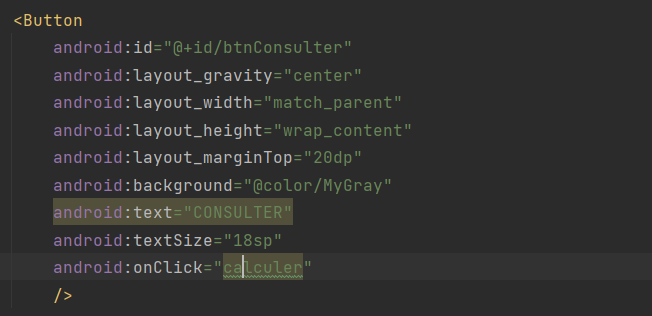 <Button
android:id="@+id/btnConsulter"
android:layout_gravity="center"
android:layout_width="match_parent"
android:layout_height="wrap_content"
android:layout_marginTop="20dp"
android:background="@color/MyGray"
android:text="CONSULTER"
android:textSize="18sp"
android:onClick="calculer"
/>